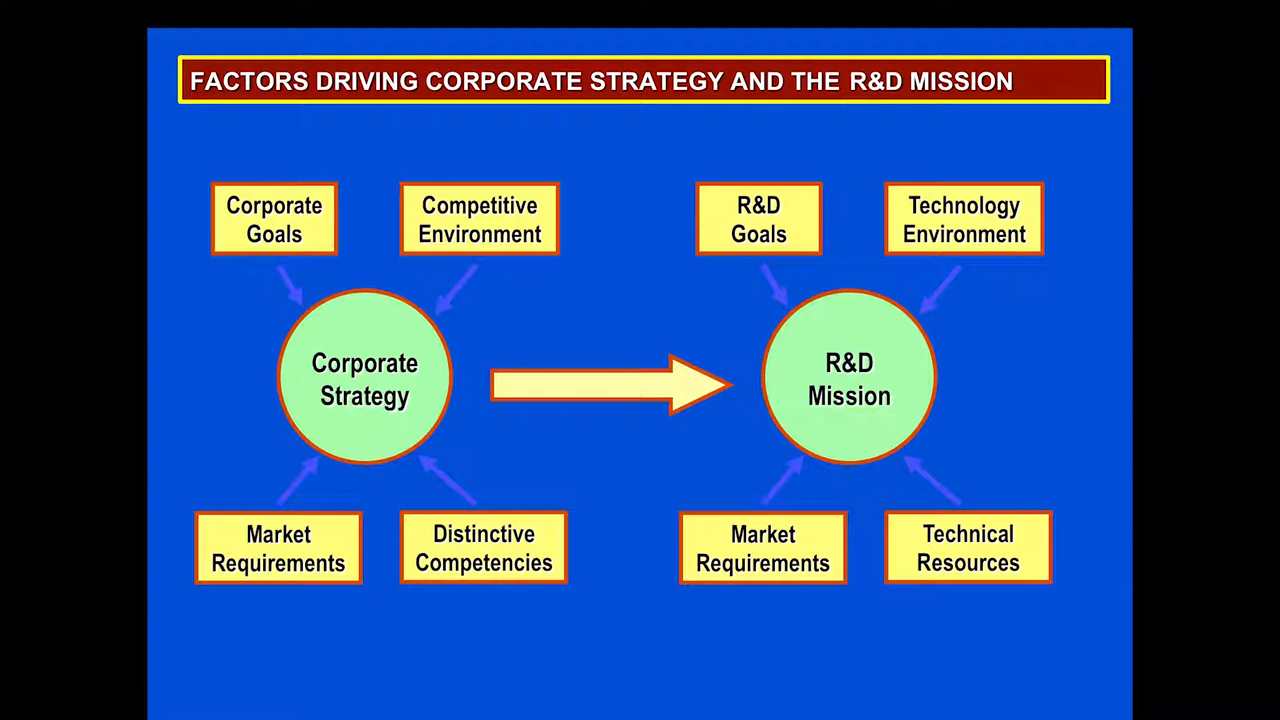 FACTORS DRIVING CORPORATE STRATEGY AND THE R&D MISSION
Corporate
Goals
Competitive
Environment
R&D
Goals
Technology
Environment
Corporate
Strategy
R&D
Mission
Market
Requirements
Distinctive
Competencies
Market
Requirements
Technical
Resources